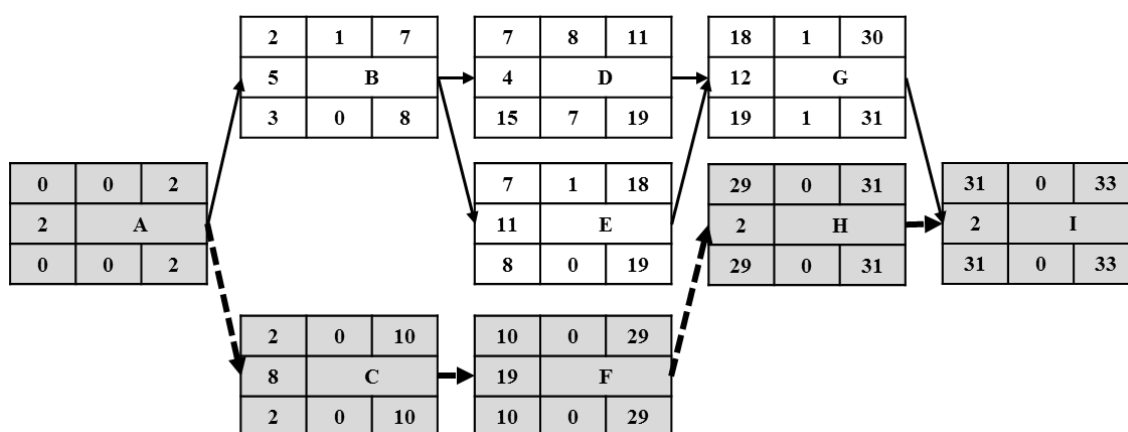 2 1 7
5 B
3 0 8
7 8 11
4 D
15 7 19
18 1 30
12 G
19 1 31
0 0 2
2 A
0 0 2
7 1 18
11 E
8 0 19
29 0 31
2 H
29 0 31
31 0 33
2 I
31 0 33
2 0 10
8 C
2 0 10
10 0 29
19 F
10 0 29